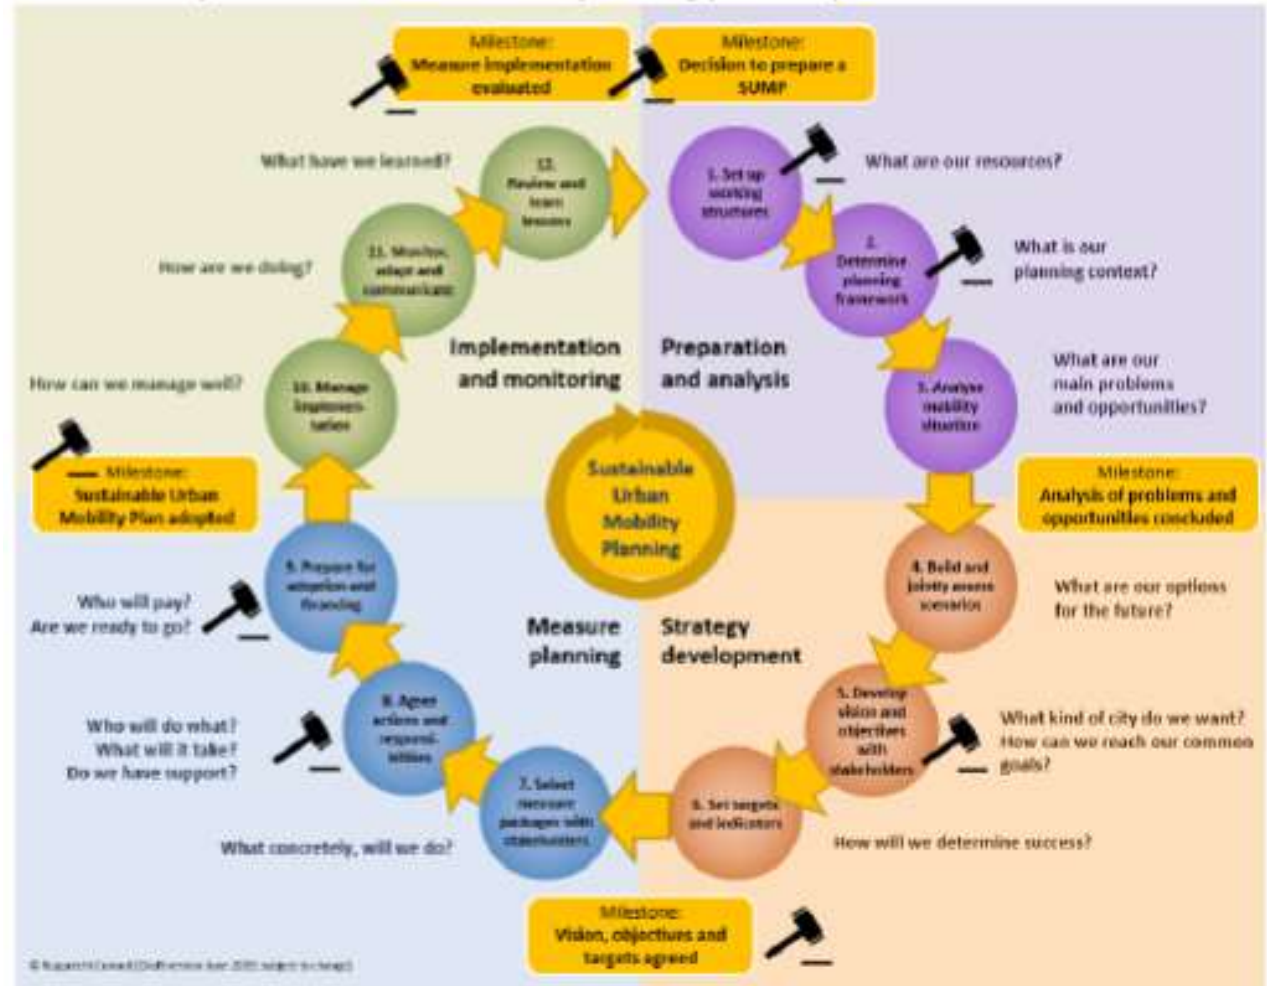 Milestone:
Measure implementation
evaluated
Milestone:
Decision to prepare a
SUMP
What have we learned?
12.
Review and
learn
lessons
1. Set up
working
structures
What are our resources?
How are we doing?
11. Monitor,
adapt and
communicate
2.
Determine
planning
framework
What is our
planning context?
Implementation
and monitoring
Preparation
and analysis
How can we manage well?
10. Manage
implemen-
tation
3. Analyse
mobility
situation
What are our
main problems
and opportunities?
Milestone:
Sustainable Urban
Mobility Plan adopted
Sustainable
Urban
Mobility
Planning
Milestone:
Analysis of problems and
opportunities concluded
9. Prepare for
adoption and
financing
4. Build and
jointly assess
scenarios
Who will pay?
Are we ready to go?
What are our options
for the future?
Measure
planning
Strategy
development
8. Agree
actions and
responsi-
bilities
5. Develop
vision and
objectives
with
stakeholders
Who will do what?
What will it take?
Do we have support?
What kind of city do we want?
How can we reach our common
goals?
7. Select
measure
packages with
stakeholders
6. Set targets
and indicators
What concretely, will we do?
How will we determine success?
Milestone:
Vision, objectives and
targets agreed